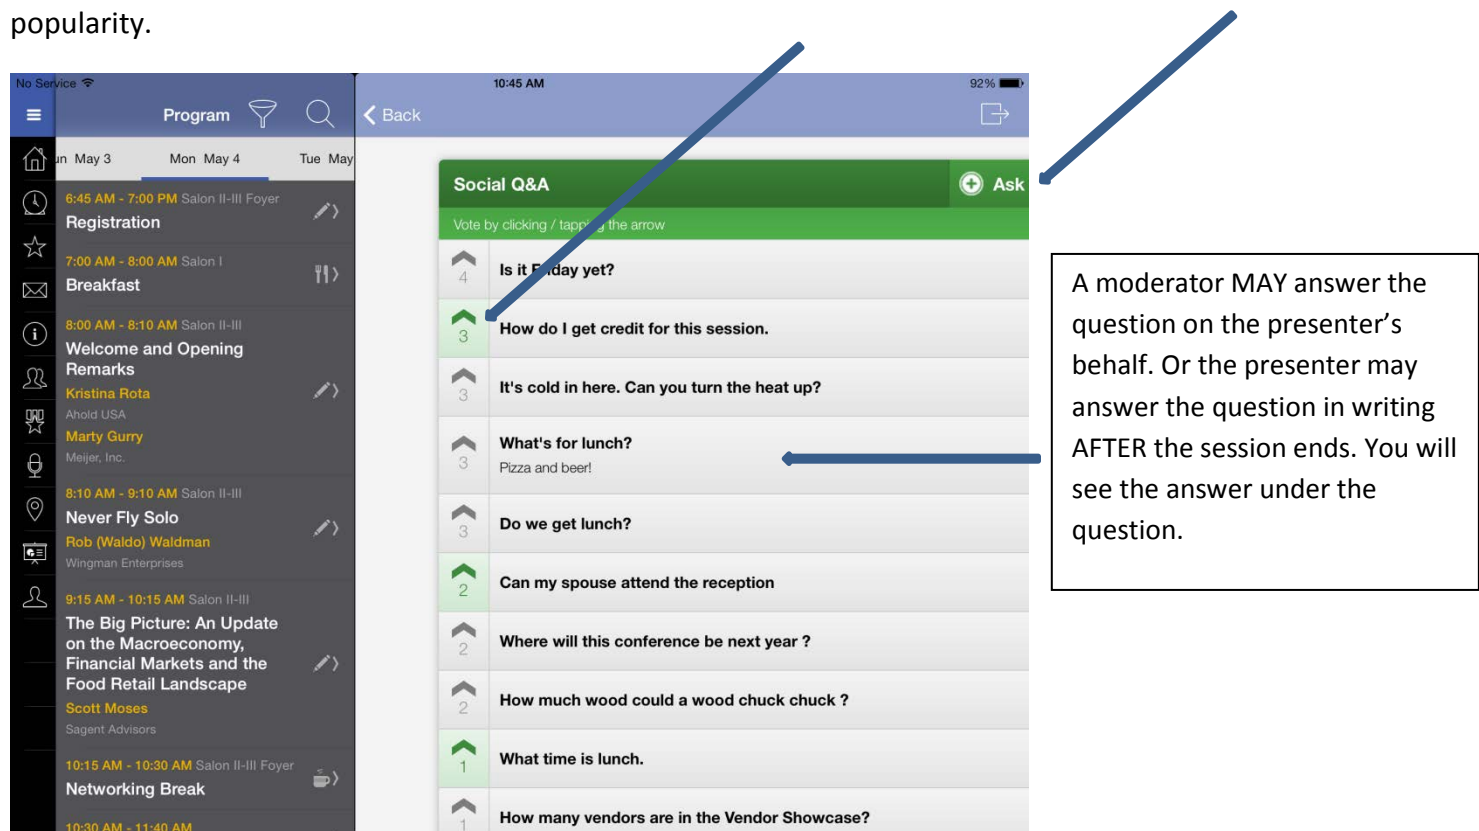 popularity.
No Service
10:45 AM
92%
Program
Back
un May 3
Mon May 4
Tue May
6:45 AM - 7:00 PM Salon II-III Foyer
Registration
7:00 AM - 8:00 AM Salon I
Breakfast
8:00 AM - 8:10 AM Salon II-III
Welcome and Opening
Remarks
Kristina Rota
Ahold USA
Marty Gurry
Meijer, Inc.
8:10 AM - 9:10 AM Salon II-III
Never Fly Solo
Rob (Waldo) Waldman
Wingman Enterprises
9:15 AM - 10:15 AM Salon II-III
The Big Picture: An Update
on the Macroeconomy,
Financial Markets and the
Food Retail Landscape
Scott Moses
Sagent Advisors
10:15 AM - 10:30 AM Salon II-III Foyer
Networking Break
10:30 AM - 11:40 AM
Social Q&A
Ask
Vote by clicking / tapping the arrow
4
Is it Friday yet?
3
How do I get credit for this session.
3
It's cold in here. Can you turn the heat up?
3
What's for lunch?
Pizza and beer!
3
Do we get lunch?
2
Can my spouse attend the reception
2
Where will this conference be next year ?
2
How much wood could a wood chuck chuck ?
1
What time is lunch.
1
How many vendors are in the Vendor Showcase?
A moderator MAY answer the
question on the presenter’s
behalf. Or the presenter may
answer the question in writing
AFTER the session ends. You will
see the answer under the
question.